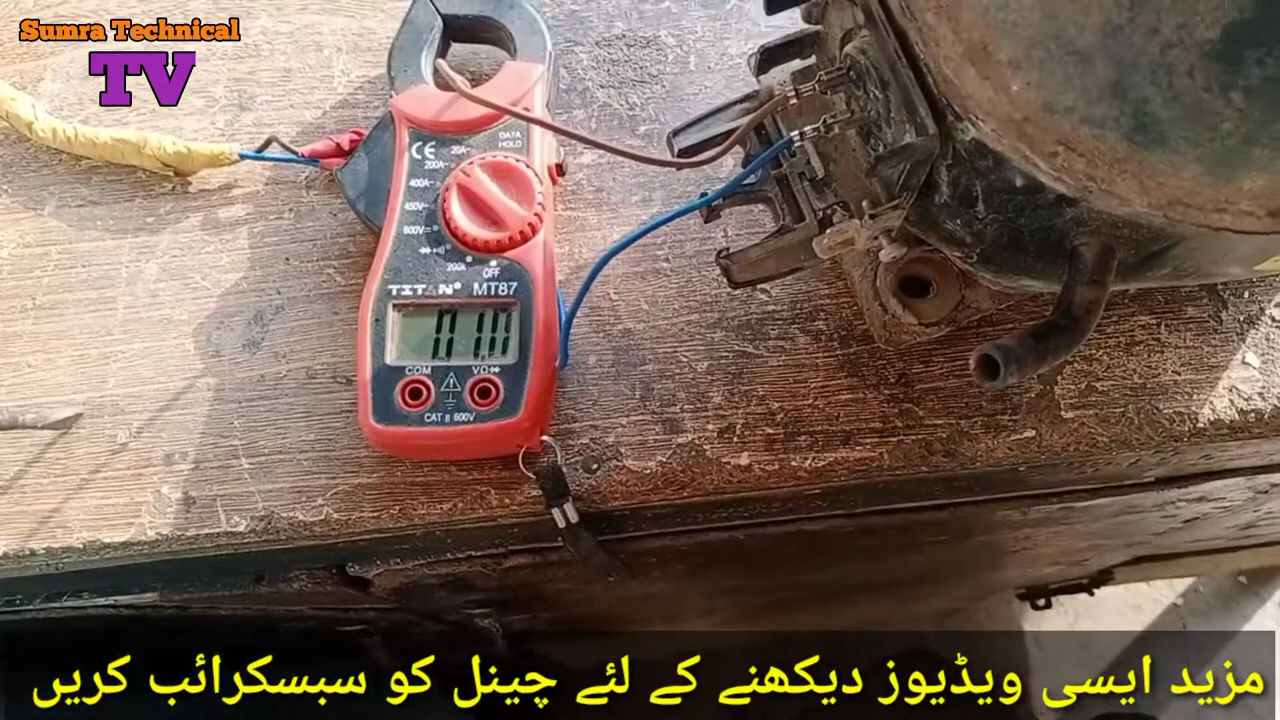 Sumra Technical
TV
DATA
HOLD
CE
20A~
200A~
400A~
450V~
600V
200k
OFF
TITAN
MT87
COM
VΩ
CAT II 600V
مزید ایسی ویڈیوز دیکھنے کے لئے چینل کو سبسکرائب کریں